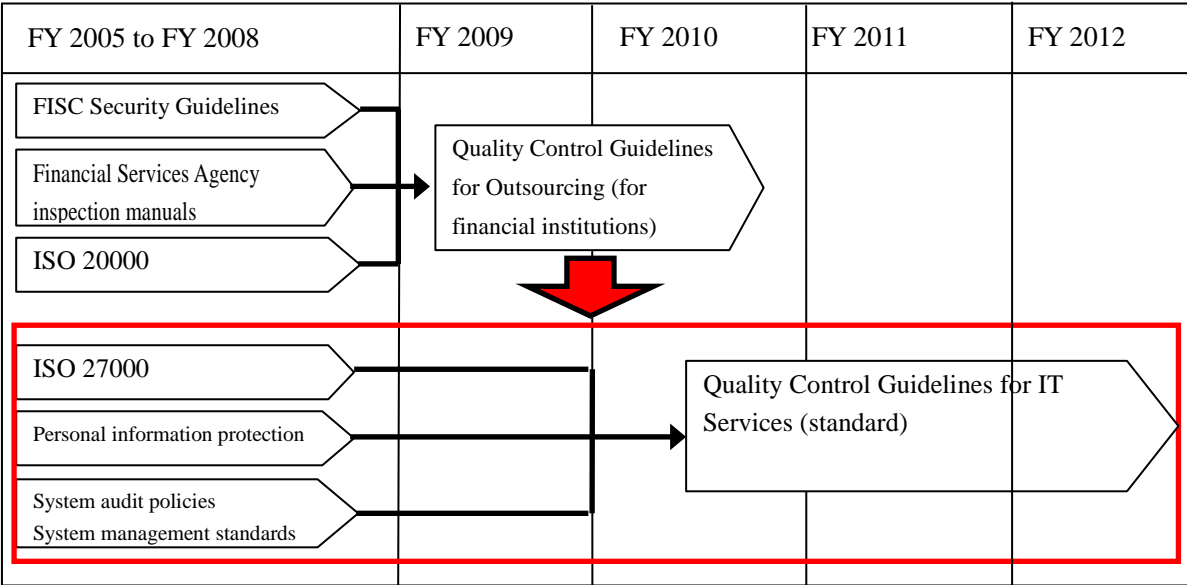 FY 2005 to FY 2008
FY 2009
FY 2010
FY 2011
FY 2012
FISC Security Guidelines
Financial Services Agency
inspection manuals
ISO 20000
Quality Control Guidelines
for Outsourcing (for
financial institutions)
ISO 27000
Personal information protection
System audit policies
System management standards
Quality Control Guidelines for IT
Services (standard)